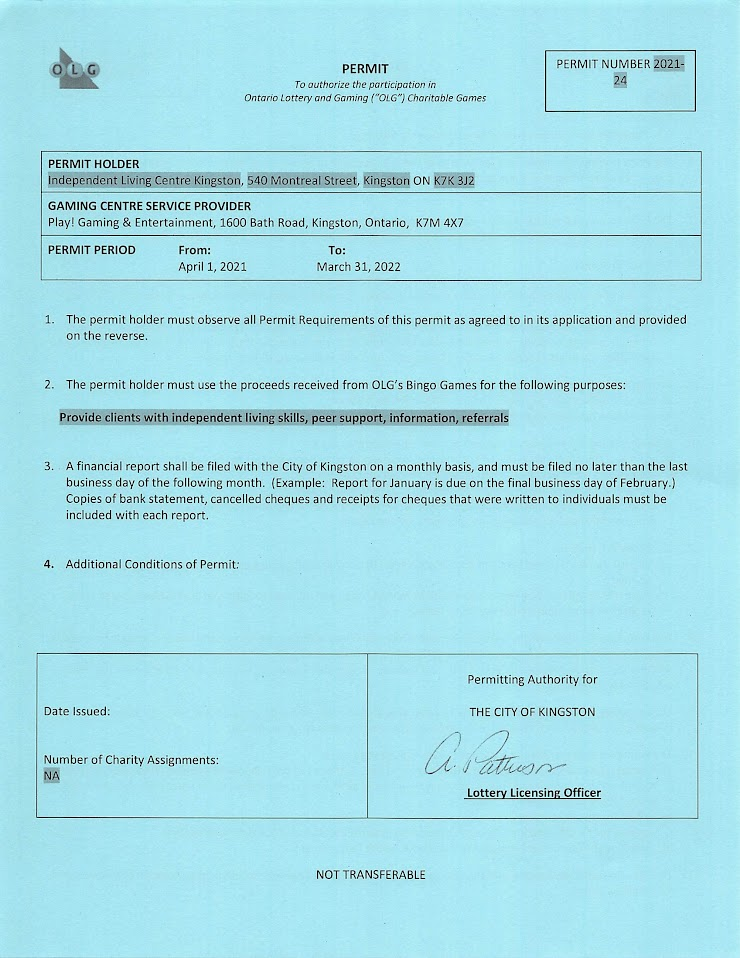 OLG
PERMIT
To authorize the participation in
Ontario Lottery and Gaming ("OLG") Charitable Games
PERMIT NUMBER 2021-
24
PERMIT HOLDER
Independent Living Centre Kingston, 540 Montreal Street, Kingston ON K7K 3J2
GAMING CENTRE SERVICE PROVIDER
Play! Gaming & Entertainment, 1600 Bath Road, Kingston, Ontario, K7M 4X7
PERMIT PERIOD From: To:
April 1, 2021 March 31, 2022
1. The permit holder must observe all Permit Requirements of this permit as agreed to in its application and provided
on the reverse.
2. The permit holder must use the proceeds received from OLG's Bingo Games for the following purposes:
Provide clients with independent living skills, peer support, information, referrals
3. A financial report shall be filed with the City of Kingston on a monthly basis, and must be filed no later than the last
business day of the following month. (Example: Report for January is due on the final business day of February.)
Copies of bank statement, cancelled cheques and receipts for cheques that were written to individuals must be
included with each report.
4. Additional Conditions of Permit:
Date Issued:
Number of Charity Assignments:
NA
Permitting Authority for
THE CITY OF KINGSTON
Lottery Licensing Officer
NOT TRANSFERABLE